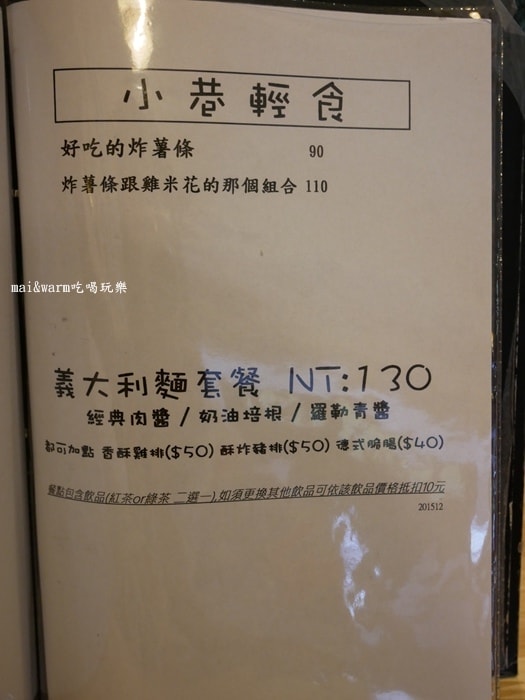 小巷輕食
好吃的炸薯條 90
炸薯條跟雞米花的那個組合 110
mai&warm吃喝玩樂
義大利麵套餐 NT:130
經典肉醬 / 奶油培根 / 羅勒青醬
都可加點 香酥雞排($50) 酥炸豬排($50) 德式脆腸($40)
餐點包含飲品(紅茶or綠茶 二選一),如須更換其他飲品可依該飲品價格抵扣10元
201512